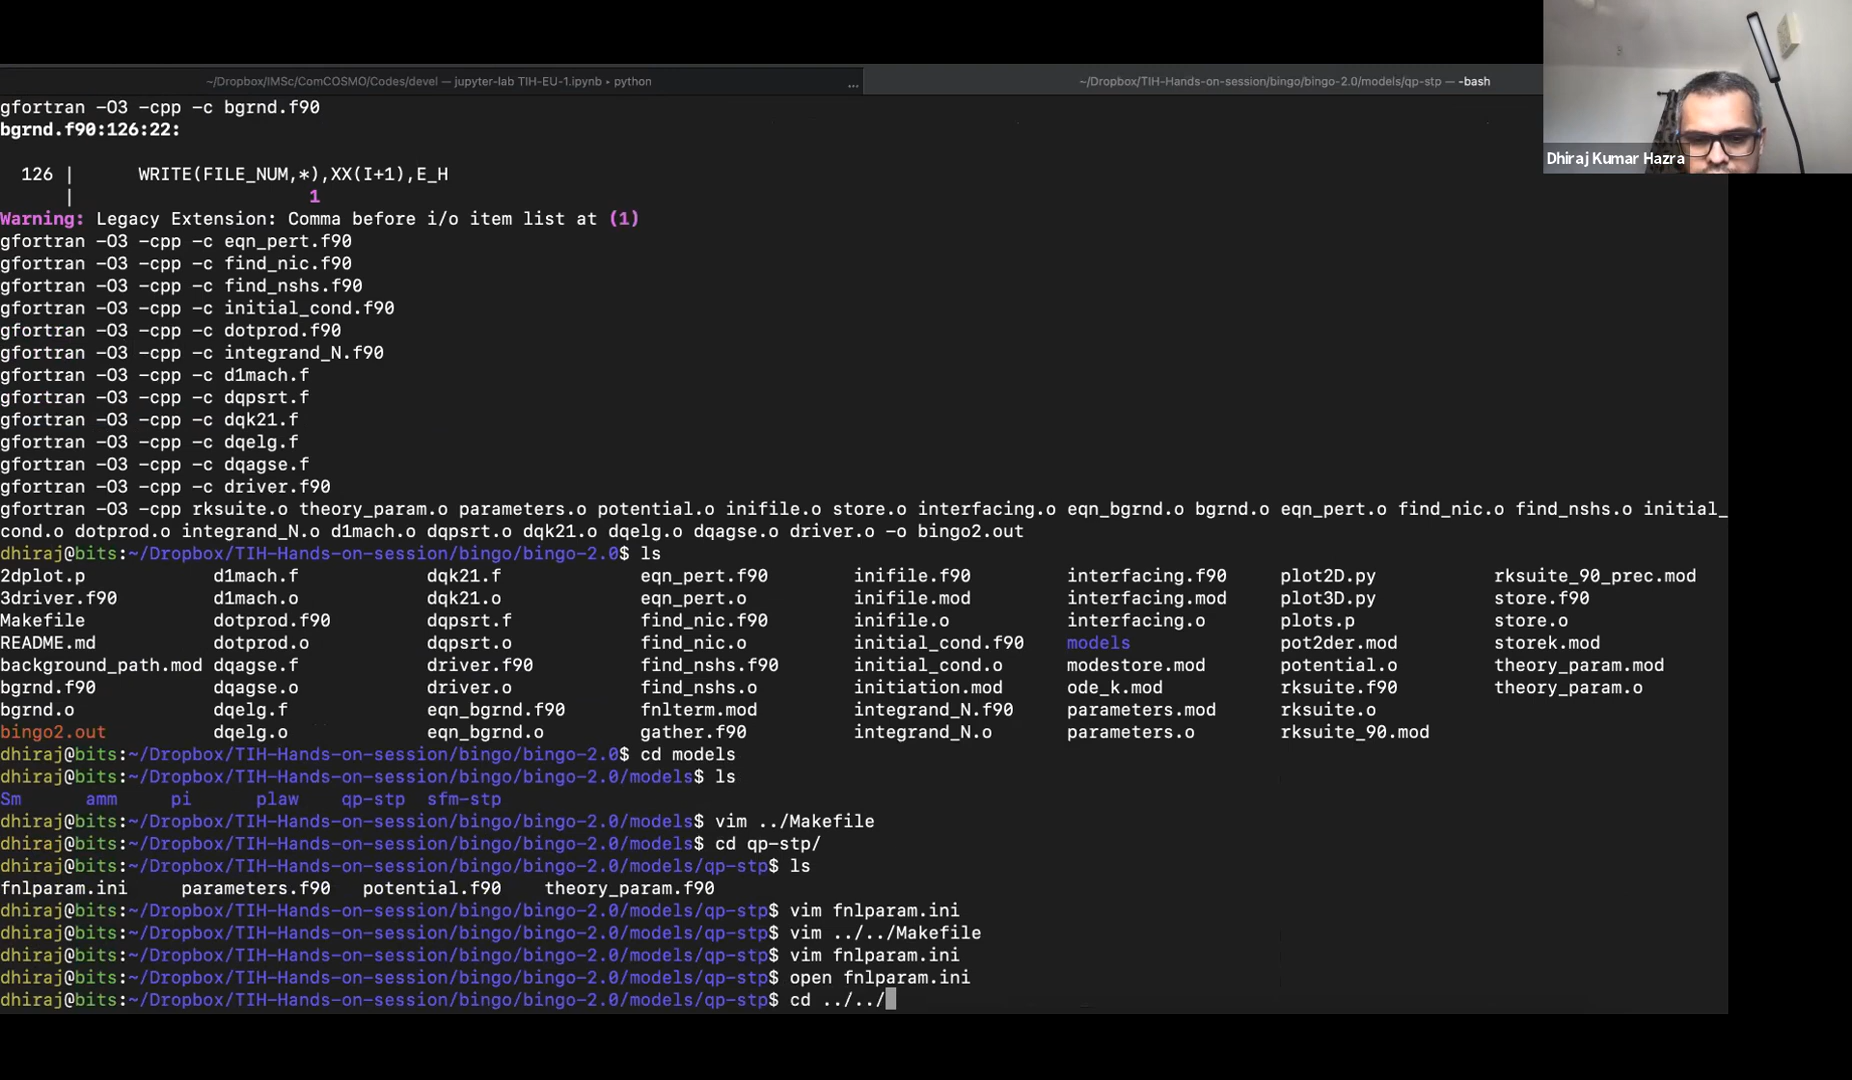 ~/Dropbox/IMSc/ComCOSMO/Codes/devel — jupyter-lab TIH-EU-1.ipynb ▸ python ... ~/Dropbox/TIH-Hands-on-session/bingo/bingo-2.0/models/qp-stp — -bash
gfortran -O3 -cpp -c bgrnd.f90
bgrnd.f90:126:22:
126 | WRITE(FILE_NUM,*),XX(I+1),E_H
| 1
Warning: Legacy Extension: Comma before i/o item list at (1)
gfortran -O3 -cpp -c eqn_pert.f90
gfortran -O3 -cpp -c find_nic.f90
gfortran -O3 -cpp -c find_nshs.f90
gfortran -O3 -cpp -c initial_cond.f90
gfortran -O3 -cpp -c dotprod.f90
gfortran -O3 -cpp -c integrand_N.f90
gfortran -O3 -cpp -c d1mach.f
gfortran -O3 -cpp -c dqpsrt.f
gfortran -O3 -cpp -c dqk21.f
gfortran -O3 -cpp -c dqelg.f
gfortran -O3 -cpp -c dqagse.f
gfortran -O3 -cpp -c driver.f90
gfortran -O3 -cpp rksuite.o theory_param.o parameters.o potential.o inifile.o store.o interfacing.o eqn_bgrnd.o bgrnd.o eqn_pert.o find_nic.o find_nshs.o initial_
cond.o dotprod.o integrand_N.o d1mach.o dqpsrt.o dqk21.o dqelg.o dqagse.o driver.o -o bingo2.out
dhiraj@bits:~/Dropbox/TIH-Hands-on-session/bingo/bingo-2.0$ ls
2dplot.p d1mach.f dqk21.f eqn_pert.f90 inifile.f90 interfacing.f90 plot2D.py rksuite_90_prec.mod
3driver.f90 d1mach.o dqk21.o eqn_pert.o inifile.mod interfacing.mod plot3D.py store.f90
Makefile dotprod.f90 dqpsrt.f find_nic.f90 inifile.o interfacing.o plots.p store.o
README.md dotprod.o dqpsrt.o find_nic.o initial_cond.f90 models pot2der.mod storek.mod
background_path.mod dqagse.f driver.f90 find_nshs.f90 initial_cond.o modestore.mod potential.o theory_param.mod
bgrnd.f90 dqagse.o driver.o find_nshs.o initiation.mod ode_k.mod rksuite.f90 theory_param.o
bgrnd.o dqelg.f eqn_bgrnd.f90 fnlterm.mod integrand_N.f90 parameters.mod rksuite.o
bingo2.out dqelg.o eqn_bgrnd.o gather.f90 integrand_N.o parameters.o rksuite_90.mod
dhiraj@bits:~/Dropbox/TIH-Hands-on-session/bingo/bingo-2.0$ cd models
dhiraj@bits:~/Dropbox/TIH-Hands-on-session/bingo/bingo-2.0/models$ ls
Sm amm pi plaw qp-stp sfm-stp
dhiraj@bits:~/Dropbox/TIH-Hands-on-session/bingo/bingo-2.0/models$ vim ../Makefile
dhiraj@bits:~/Dropbox/TIH-Hands-on-session/bingo/bingo-2.0/models$ cd qp-stp/
dhiraj@bits:~/Dropbox/TIH-Hands-on-session/bingo/bingo-2.0/models/qp-stp$ ls
fnlparam.ini parameters.f90 potential.f90 theory_param.f90
dhiraj@bits:~/Dropbox/TIH-Hands-on-session/bingo/bingo-2.0/models/qp-stp$ vim fnlparam.ini
dhiraj@bits:~/Dropbox/TIH-Hands-on-session/bingo/bingo-2.0/models/qp-stp$ vim ../../Makefile
dhiraj@bits:~/Dropbox/TIH-Hands-on-session/bingo/bingo-2.0/models/qp-stp$ vim fnlparam.ini
dhiraj@bits:~/Dropbox/TIH-Hands-on-session/bingo/bingo-2.0/models/qp-stp$ open fnlparam.ini
dhiraj@bits:~/Dropbox/TIH-Hands-on-session/bingo/bingo-2.0/models/qp-stp$ cd ../../
Dhiraj Kumar Hazra